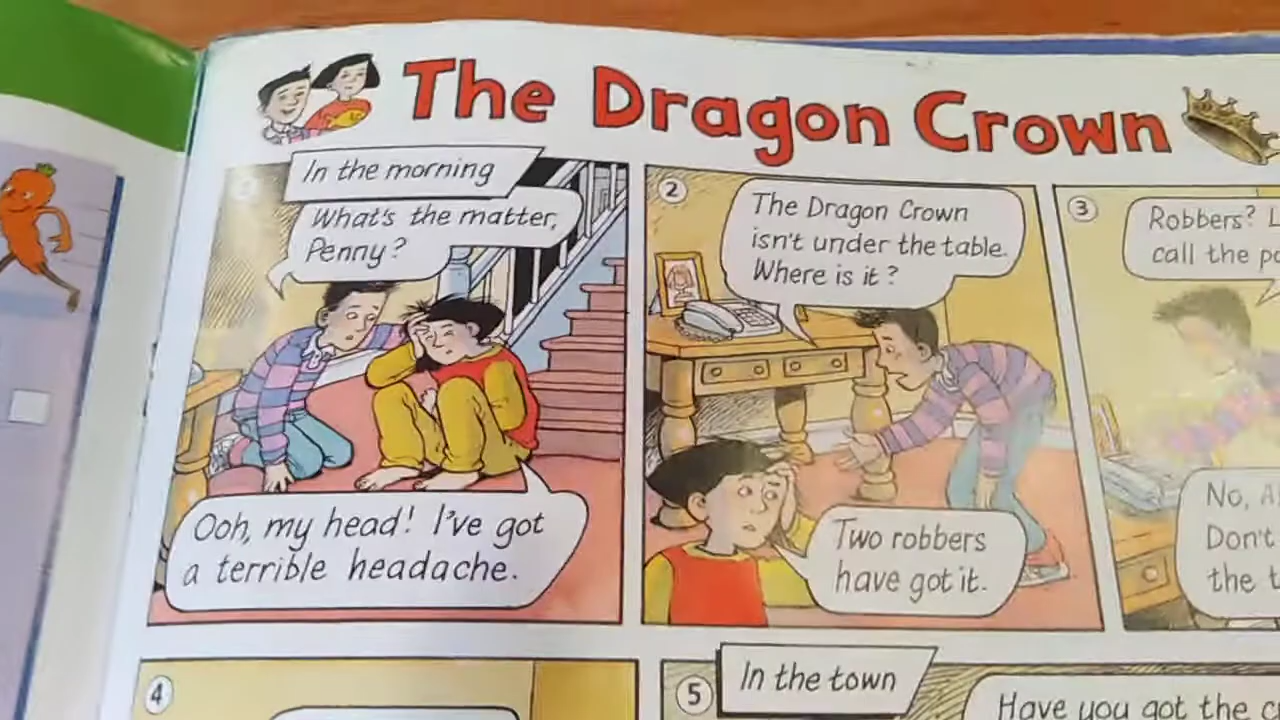 The Dragon Crown
In the morning
What's the matter,
Penny?
Ooh, my head! I've got
a terrible headache.
2
The Dragon Crown
isn't under the table.
Where is it?
Two robbers
have got it.
3
Robbers?
call the
No,
Don't
the
4
5
In the town
Have you got the